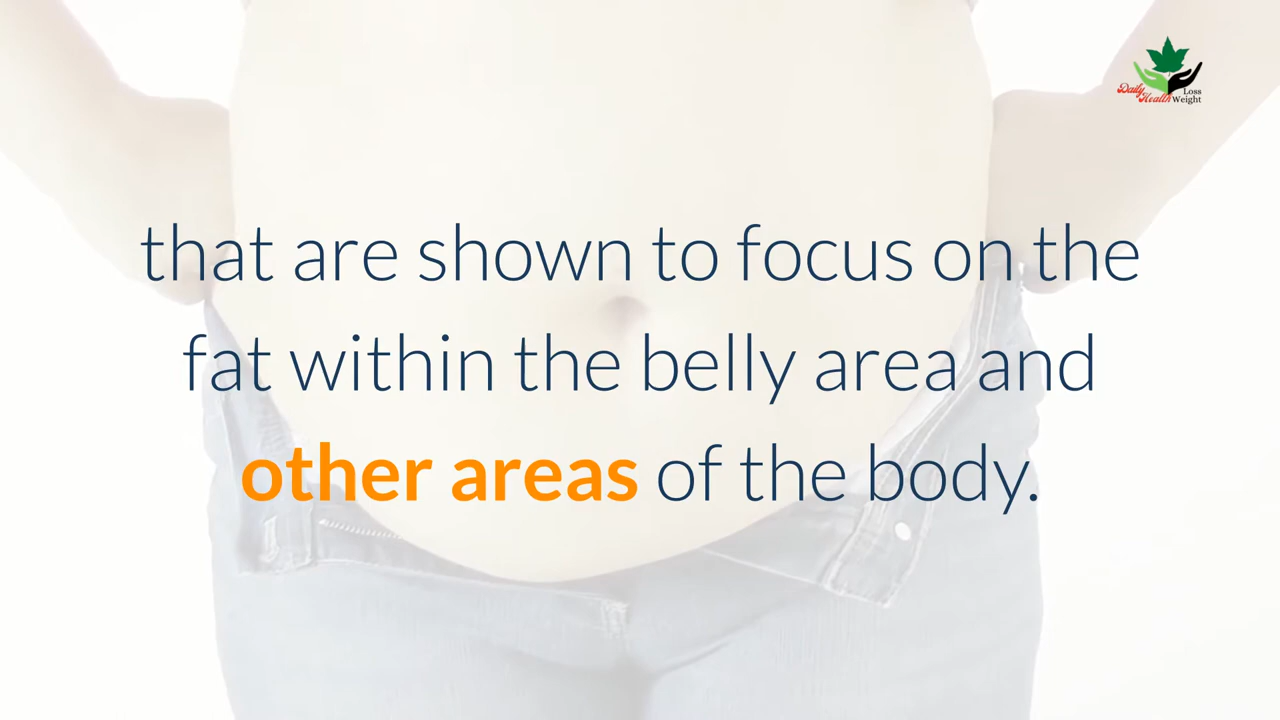 Daily Health
Loss
Weight
that are shown to focus on the
fat within the belly area and
other areas of the body.